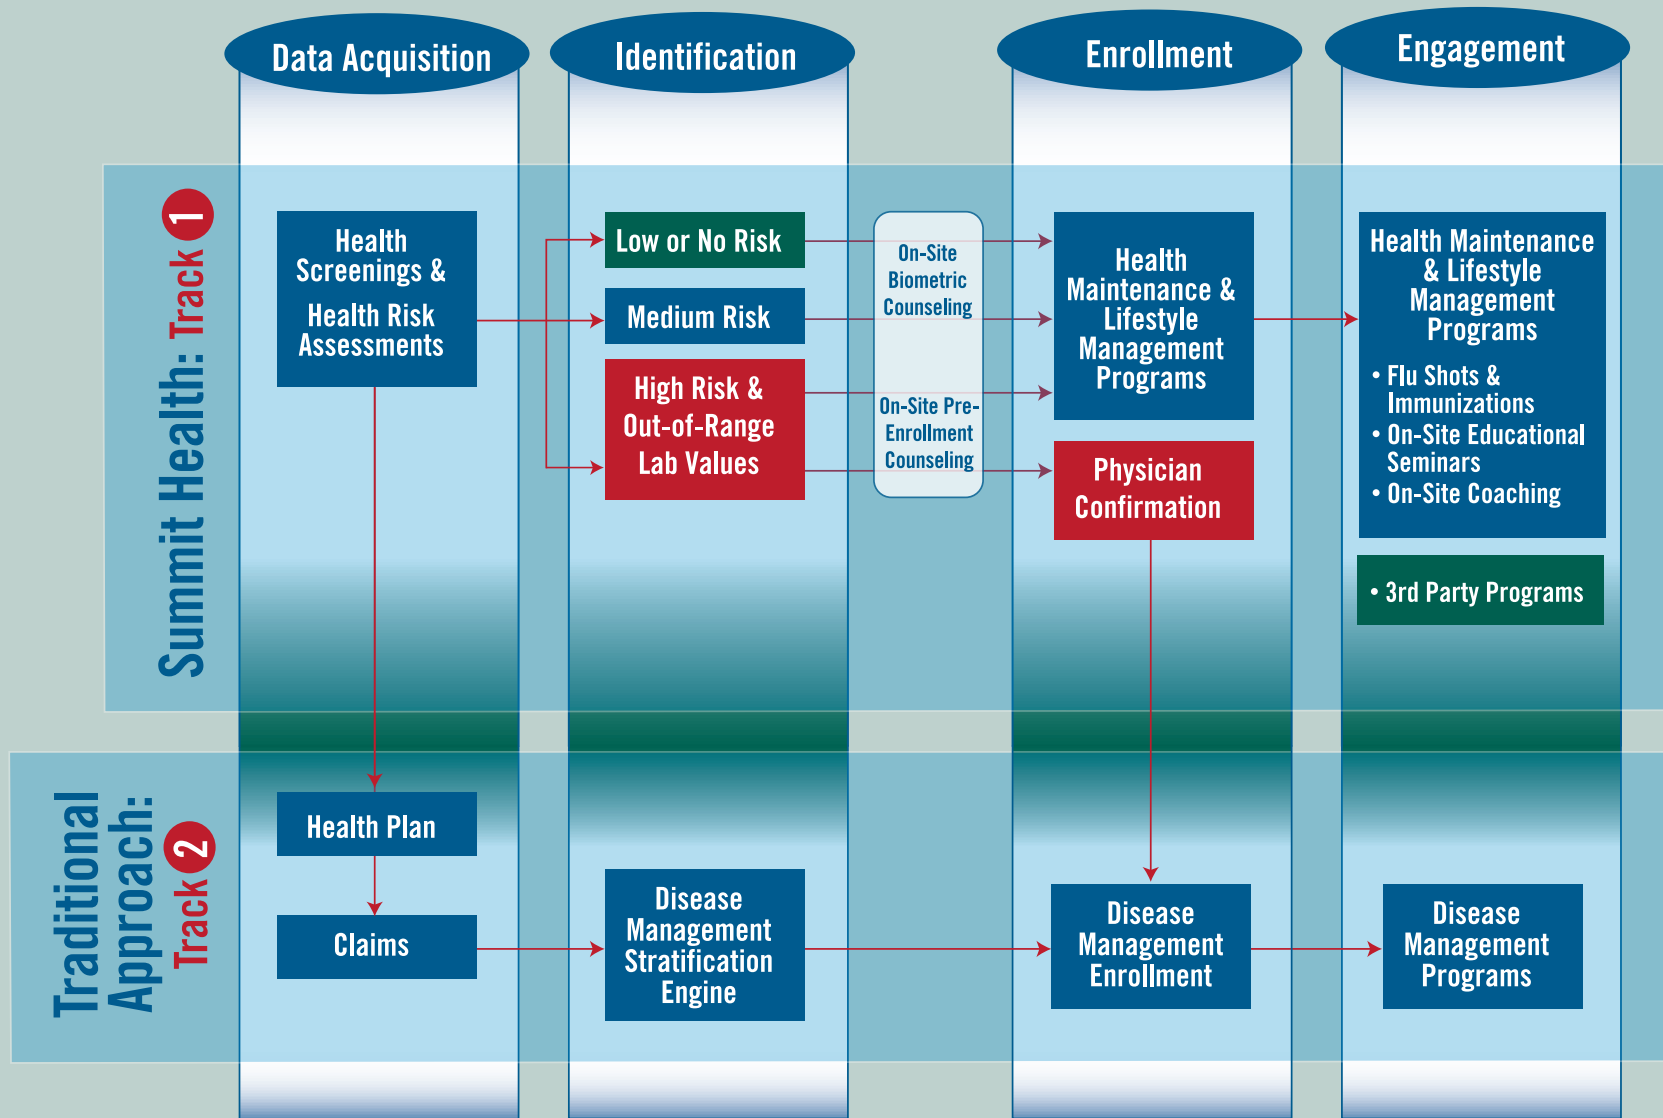 Data Acquisition
Identification
Enrollment
Engagement
Summit Health: Track 1
Health
Screenings &
Health Risk
Assessments
Low or No Risk
Medium Risk
High Risk &
Out-of-Range
Lab Values
On-Site
Biometric
Counseling
On-Site Pre-
Enrollment
Counseling
Health
Maintenance &
Lifestyle
Management
Programs
Physician
Confirmation
Health Maintenance
& Lifestyle
Management
Programs
• Flu Shots &
Immunizations
• On-Site Educational
Seminars
• On-Site Coaching
• 3rd Party Programs
Traditional
Approach:
Track 2
Health Plan
Claims
Disease
Management
Stratification
Engine
Disease
Management
Enrollment
Disease
Management
Programs